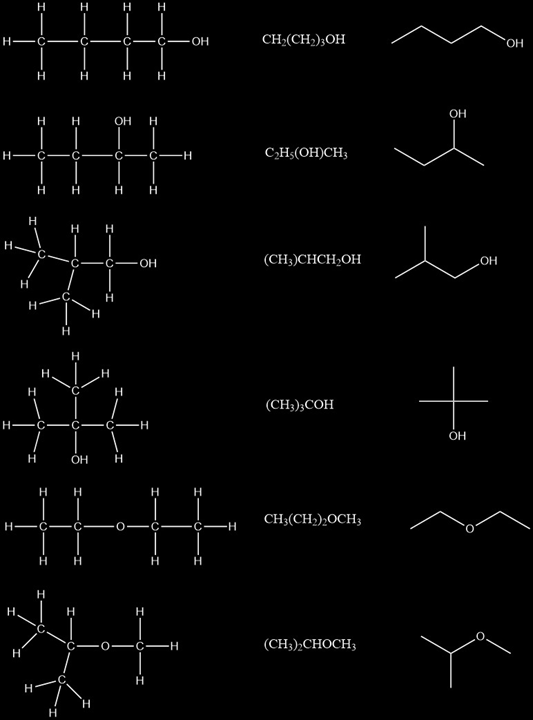 H H H H
H C C C C OH CH₂(CH₂)₃OH OH
H H H H
H H OH H OH
H C C C C H C₂H₅(OH)CH₃
H H H H
H H H
H C C C OH (CH₃)CHCH₂OH OH
H C H
H H
H
H
H C H
H H (CH₃)₃COH
H C C C H
H OH H OH
H H H H
H C C O C C H CH₃(CH₂)₂OCH₃ O
H H H H
H
H H H
C O
H C O C H (CH₃)₂CHOCH₃
C H
H H
H